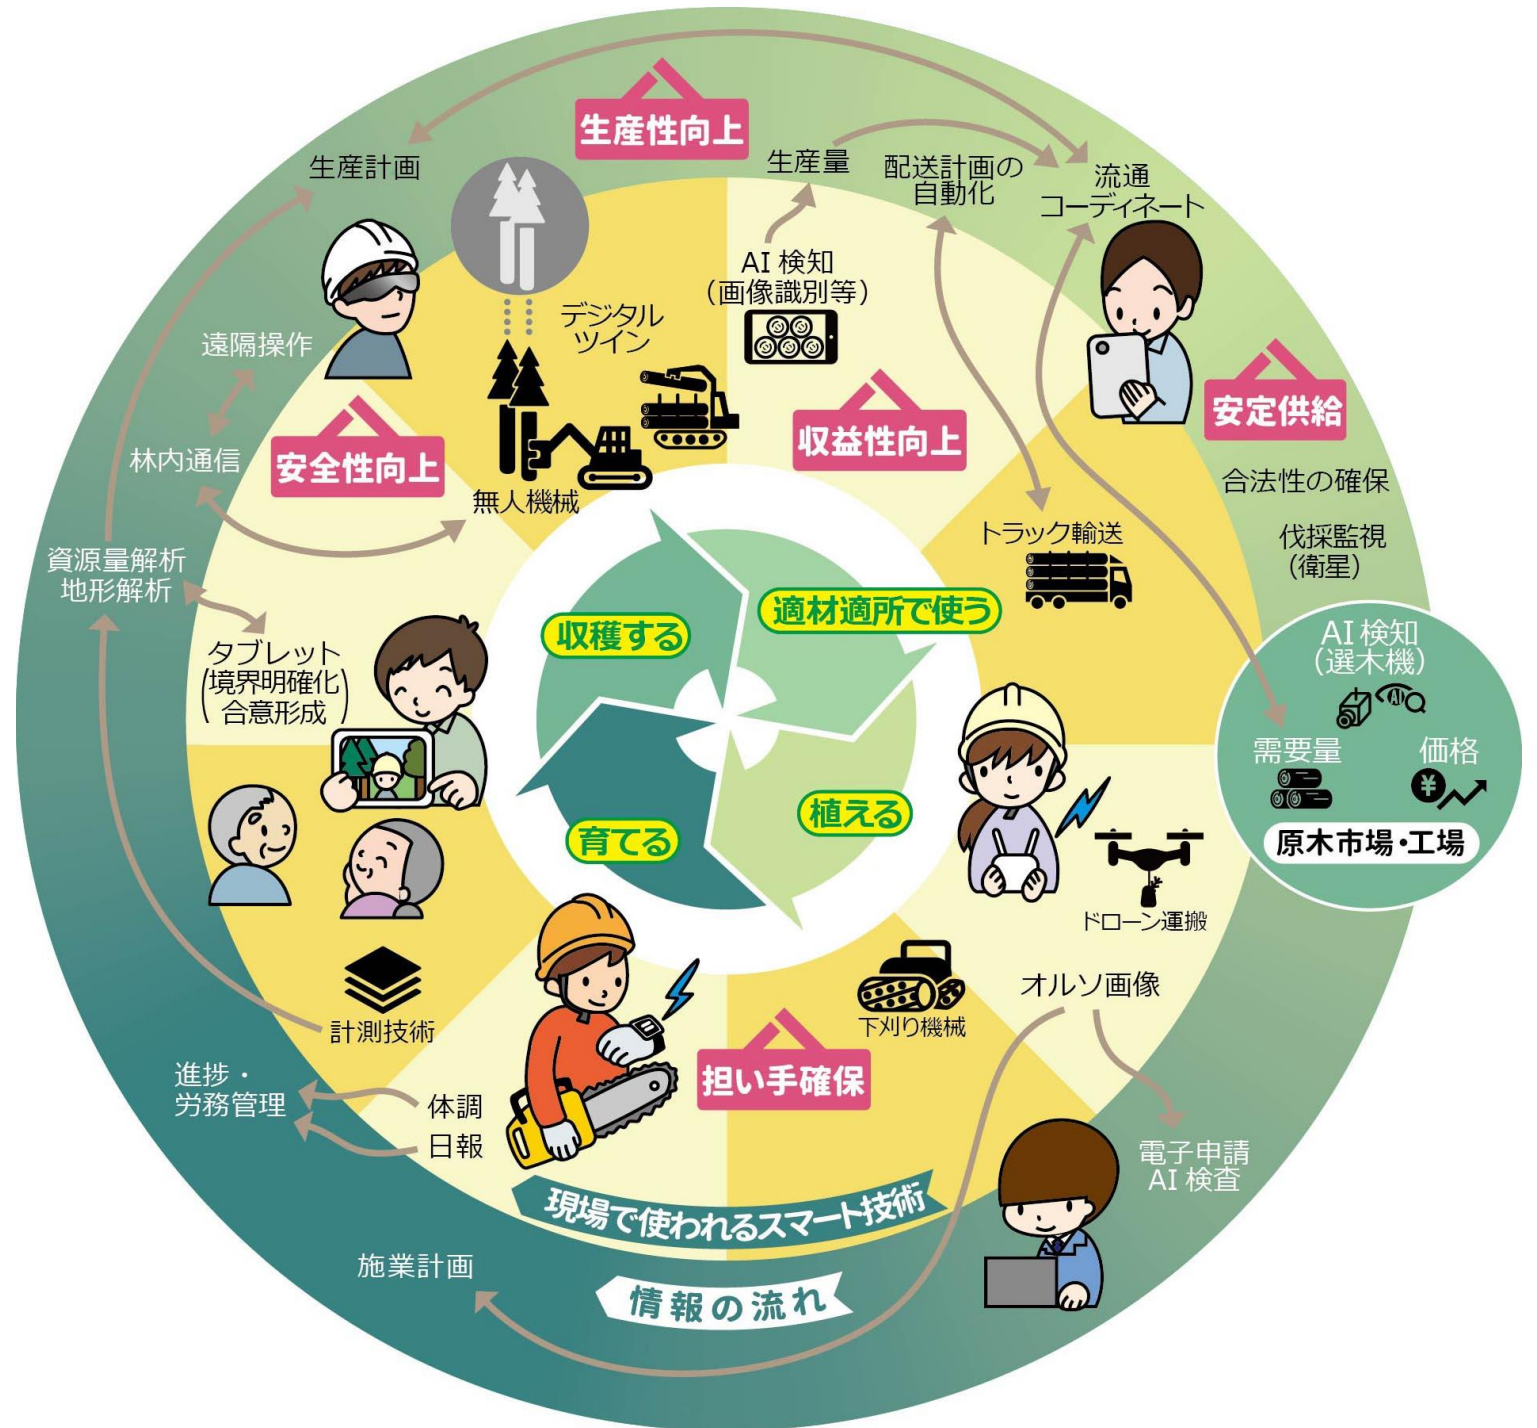 生産性向上
生産計画
生産量
配送計画の
自動化
流通
コーディネート
AI 検知
（画像識別等）
デジタル
ツイン
遠隔操作
林内通信
安全性向上
無人機械
収益性向上
安定供給
合法性の確保
伐採監視
（衛星）
トラック輸送
資源量解析
地形解析
タブレット
（境界明確化
合意形成）
収穫する
適材適所で使う
植える
育てる
AI 検知
（選木機）
AI
需要量
価格
¥
原木市場・工場
ドローン運搬
オルソ画像
下刈り機械
計測技術
担い手確保
進捗・
労務管理
体調
日報
電子申請
AI 検査
現場で使われるスマート技術
施業計画
情報の流れ